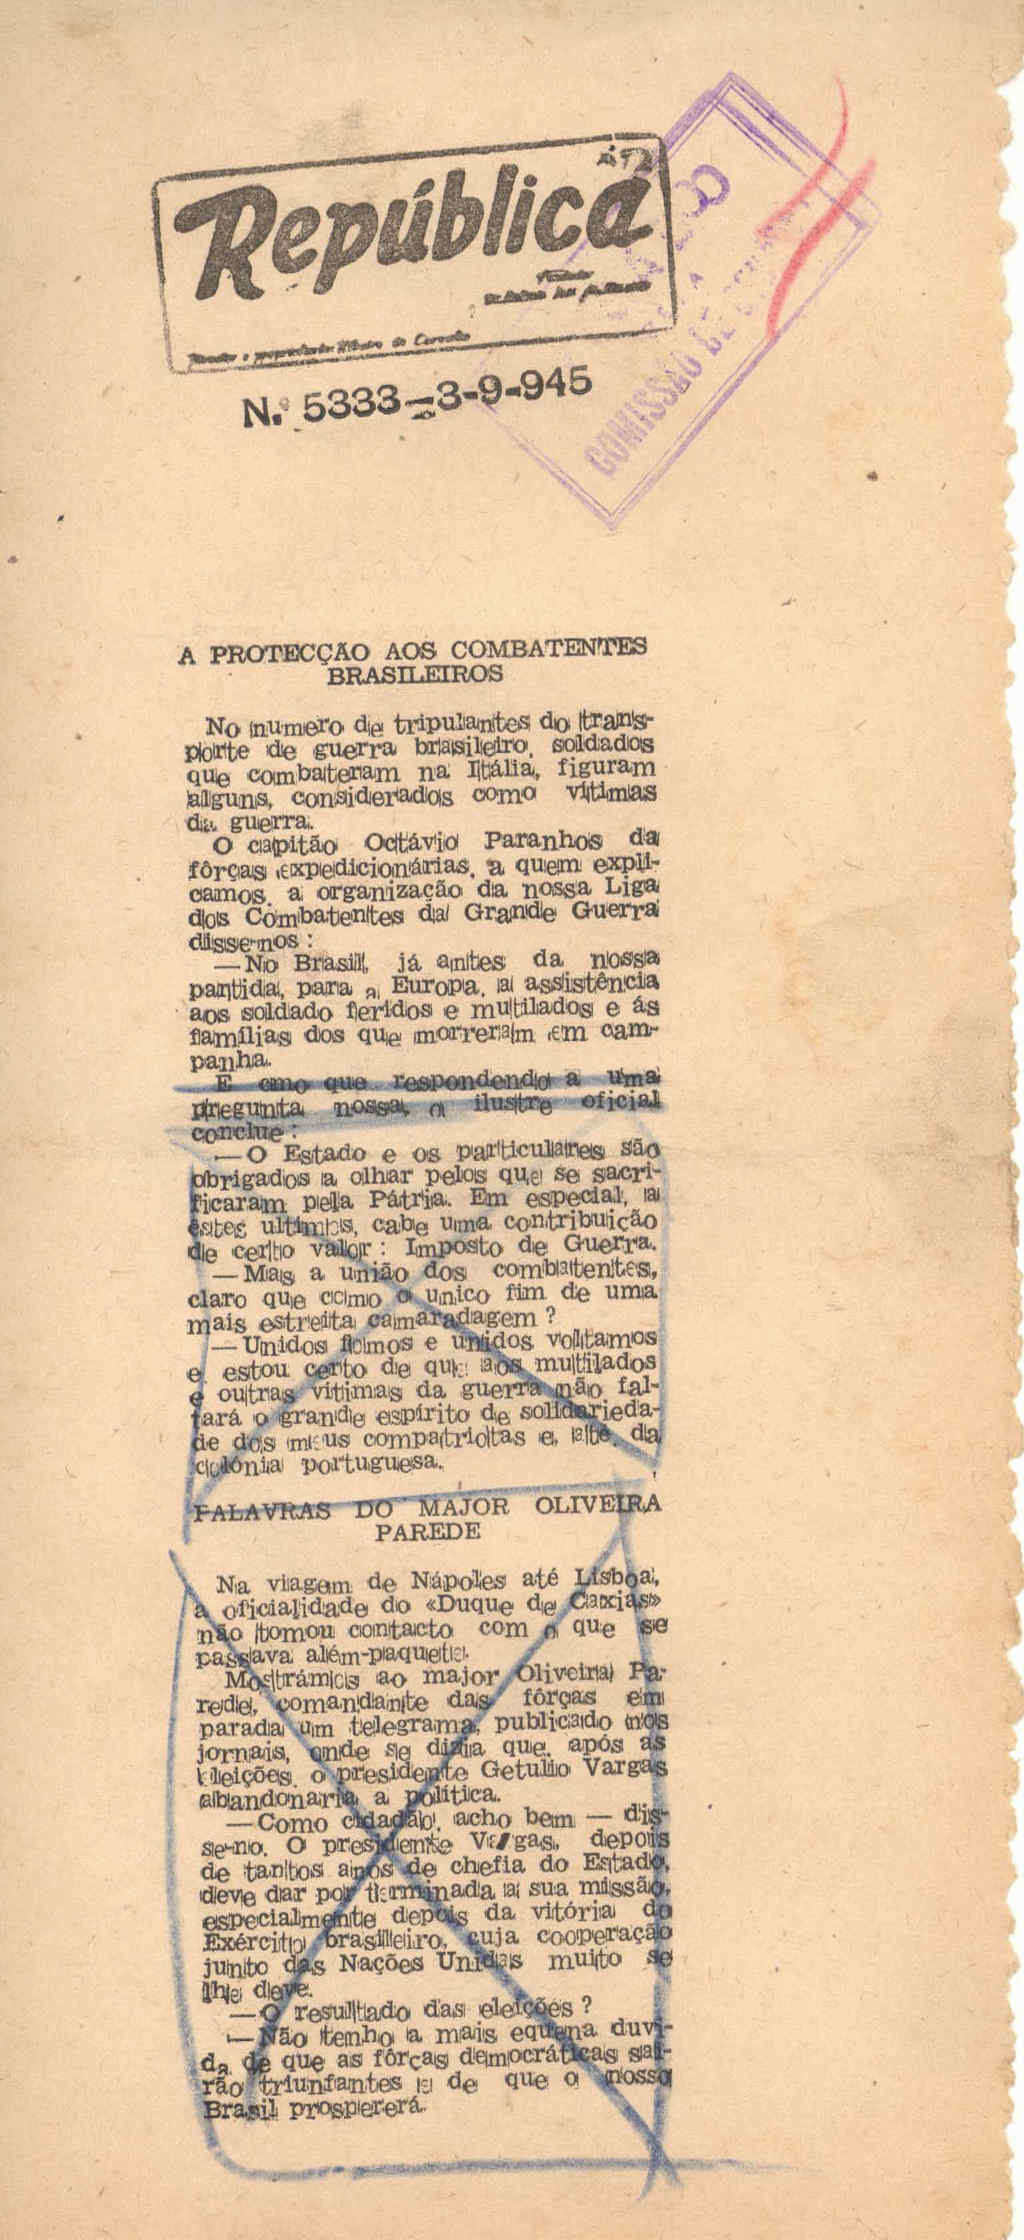 República
N.º 5333-3-9-945
COMISSÃO DE
A PROTECÇÃO AOS COMBATENTES
BRASILEIROS
No numero de tripulantes do trans-
porte de guerra brasileiro, soldados
que combateram na Itália, figuram
alguns, considerados como vitimas
da guerra.
O capitão Octávio Paranhos da
fôrças expedicionárias, a quem expli-
camos, a organização da nossa Liga
dos Combatentes da Grande Guerra
disse-nos:
—No Brasil, já antes da nossa
partida, para a Europa, a assistência
aos soldado feridos e multilados e ás
famílias dos que morreram em cam-
panha.
E cmo que respondendo a uma
pregunta nossa, o ilustre oficial
conclue:
—O Estado e os particulares são
obrigados a olhar pelos que se sacri-
ficaram pela Pátria. Em especial, a
estes ultimos, cabe uma contribuição
de certo valor: Imposto de Guerra.
—Mas a união dos combatentes,
claro que como o unico fim de uma
mais estreita camaradagem?
—Unidos fomos e unidos voltamos
e estou certo de que aos multilados
e outras vitimas da guerra não fal-
tará o grande espírito de solidarieda-
de dos meus compatriotas e, até, da
colónia portuguesa.
PALAVRAS DO MAJOR OLIVEIRA
PAREDE
Na viagem de Nápoles até Lisboa,
a oficialidade do «Duque de Caxias»
não tomou contacto com o que se
passava além-paquete.
Mostrámos ao major Oliveira Pa-
rede, comandante das fôrças em
parada um telegrama, publicado nos
jornais, onde se dizia que, após as
eleições, o presidente Getulio Vargas
abandonaria a política.
—Como cidadão, acho bem — dis-
se-no. O presidente Vargas, depois
de tantos anos de chefia do Estado,
deve dar por terminada a sua missão,
especialmente depois da vitória do
Exército brasileiro, cuja cooperação
junto das Nações Unidas muito se
lhe deve.
—O resultado das eleições?
—Não tenho a mais equena duvi-
da de que as fôrças democráticas sai-
rão triunfantes e de que o nosso
Brasil prospererá.